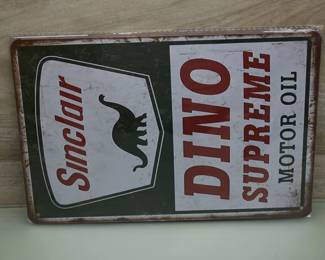 Sinclair
DINO
SUPREME
MOTOR OIL